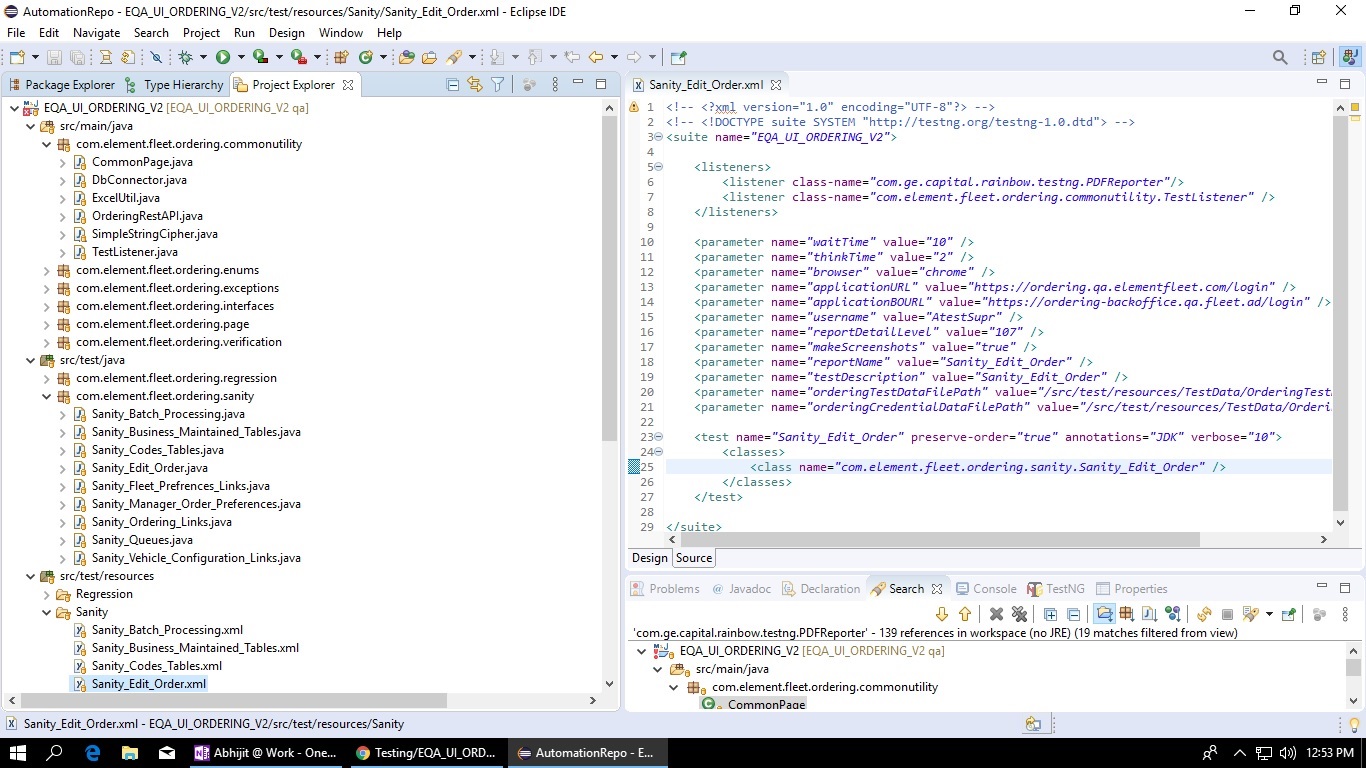 AutomationRepo - EQA_UI_ORDERING_V2/src/test/resources/Sanity/Sanity_Edit_Order.xml - Eclipse IDE
File Edit Navigate Search Project Run Design Window Help
Package Explorer Type Hierarchy Project Explorer
EQA_UI_ORDERING_V2 [EQA_UI_ORDERING_V2 qa]
src/main/java
com.element.fleet.ordering.commonutility
CommonPage.java
DbConnector.java
ExcelUtil.java
OrderingRestAPI.java
SimpleStringCipher.java
TestListener.java
com.element.fleet.ordering.enums
com.element.fleet.ordering.exceptions
com.element.fleet.ordering.interfaces
com.element.fleet.ordering.page
com.element.fleet.ordering.verification
src/test/java
com.element.fleet.ordering.regression
com.element.fleet.ordering.sanity
Sanity_Batch_Processing.java
Sanity_Business_Maintained_Tables.java
Sanity_Codes_Tables.java
Sanity_Edit_Order.java
Sanity_Fleet_Prefrences_Links.java
Sanity_Manager_Order_Preferences.java
Sanity_Ordering_Links.java
Sanity_Queues.java
Sanity_Vehicle_Configuration_Links.java
src/test/resources
Regression
Sanity
Sanity_Batch_Processing.xml
Sanity_Business_Maintained_Tables.xml
Sanity_Codes_Tables.xml
Sanity_Edit_Order.xml
Sanity_Edit_Order.xml
1 <!-- <?xml version="1.0" encoding="UTF-8"?> -->
2 <!-- <!DOCTYPE suite SYSTEM "http://testng.org/testng-1.0.dtd"> -->
3 <suite name="EQA_UI_ORDERING_V2">
4
5 <listeners>
6 <listener class-name="com.ge.capital.rainbow.testng.PDFReporter"/>
7 <listener class-name="com.element.fleet.ordering.commonutility.TestListener" />
8 </listeners>
9
10 <parameter name="waitTime" value="10" />
11 <parameter name="thinkTime" value="2" />
12 <parameter name="browser" value="chrome" />
13 <parameter name="applicationURL" value="https://ordering.qa.elementfleet.com/login" />
14 <parameter name="applicationBOURL" value="https://ordering-backoffice.qa.fleet.ad/login" />
15 <parameter name="username" value="AtestSupr" />
16 <parameter name="reportDetailLevel" value="107" />
17 <parameter name="makeScreenshots" value="true" />
18 <parameter name="reportName" value="Sanity_Edit_Order" />
19 <parameter name="testDescription" value="Sanity_Edit_Order" />
20 <parameter name="orderingTestDataFilePath" value="/src/test/resources/TestData/OrderingTest
21 <parameter name="orderingCredentialDataFilePath" value="/src/test/resources/TestData/Orderi
22
23 <test name="Sanity_Edit_Order" preserve-order="true" annotations="JDK" verbose="10">
24 <classes>
25 <class name="com.element.fleet.ordering.sanity.Sanity_Edit_Order" />
26 </classes>
27 </test>
28
29 </suite>
Design Source
Problems Javadoc Declaration Search Console TestNG Properties
'com.ge.capital.rainbow.testng.PDFReporter' - 139 references in workspace (no JRE) (19 matches filtered from view)
EQA_UI_ORDERING_V2 [EQA_UI_ORDERING_V2 qa]
src/main/java
com.element.fleet.ordering.commonutility
CommonPage
Sanity_Edit_Order.xml - EQA_UI_ORDERING_V2/src/test/resources/Sanity
Abhijit @ Work - One... Testing/EQA_UI_ORD... AutomationRepo - E... 12:53 PM